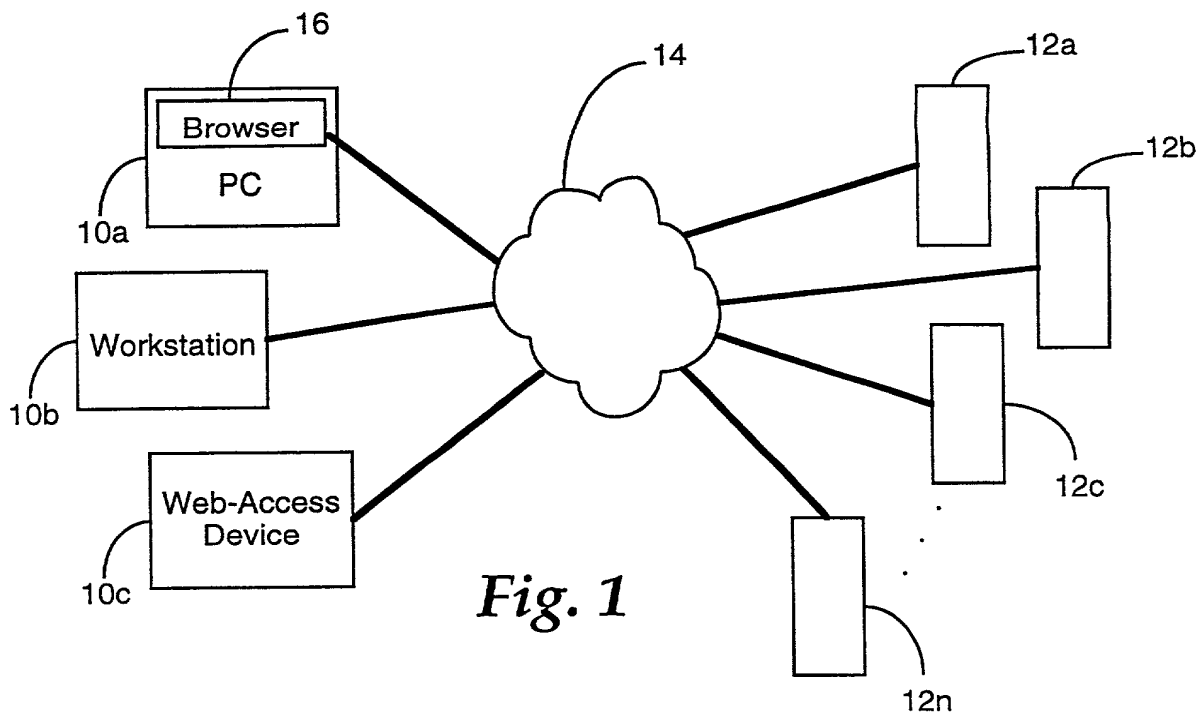 16
14
12a
Browser
12b
PC
10a
Workstation
10b
12c
Web-Access
Device
10c
Fig. 1
12n